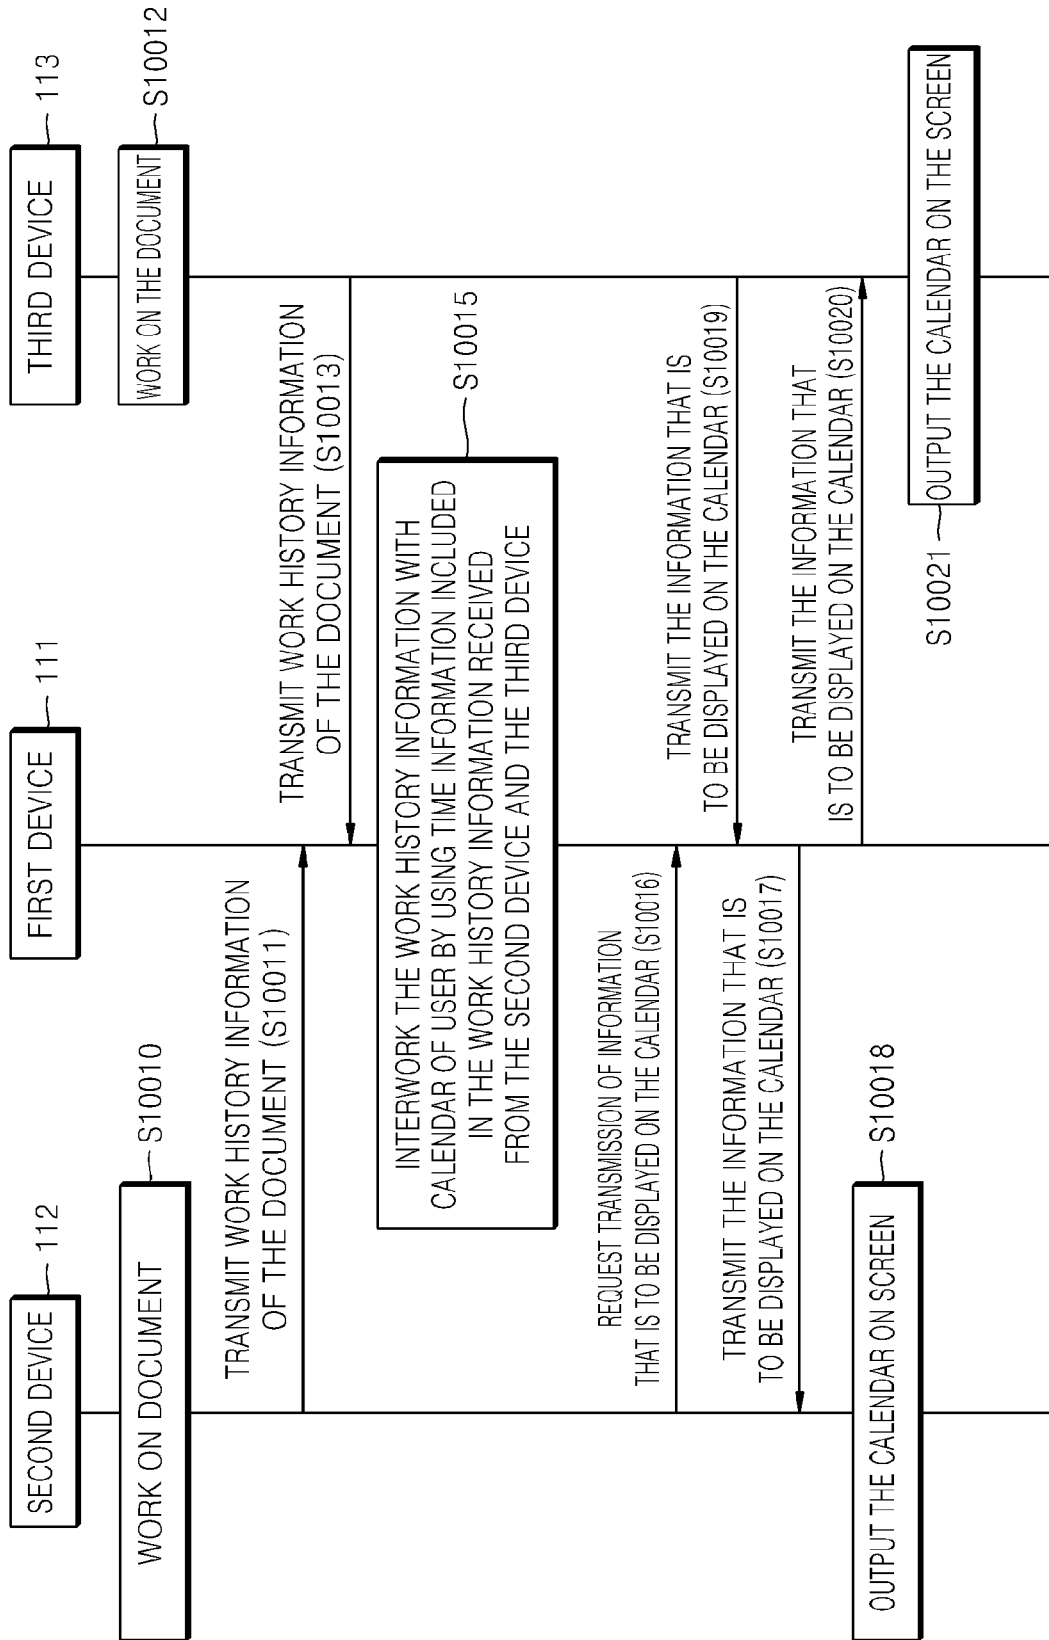 SECOND DEVICE
112
FIRST DEVICE
111
THIRD DEVICE
113
WORK ON DOCUMENT
S10010
WORK ON THE DOCUMENT
S10012
TRANSMIT WORK HISTORY INFORMATION
OF THE DOCUMENT (S10011)
TRANSMIT WORK HISTORY INFORMATION
OF THE DOCUMENT (S10013)
INTERWORK THE WORK HISTORY INFORMATION WITH
CALENDAR OF USER BY USING TIME INFORMATION INCLUDED
IN THE WORK HISTORY INFORMATION RECEIVED
FROM THE SECOND DEVICE AND THE THIRD DEVICE
S10015
REQUEST TRANSMISSION OF INFORMATION
THAT IS TO BE DISPLAYED ON THE CALENDAR (S10016)
TRANSMIT THE INFORMATION THAT IS
TO BE DISPLAYED ON THE CALENDAR (S10019)
TRANSMIT THE INFORMATION THAT IS
TO BE DISPLAYED ON THE CALENDAR (S10017)
TRANSMIT THE INFORMATION THAT
IS TO BE DISPLAYED ON THE CALENDAR (S10020)
OUTPUT THE CALENDAR ON SCREEN
S10018
S10021
OUTPUT THE CALENDAR ON THE SCREEN